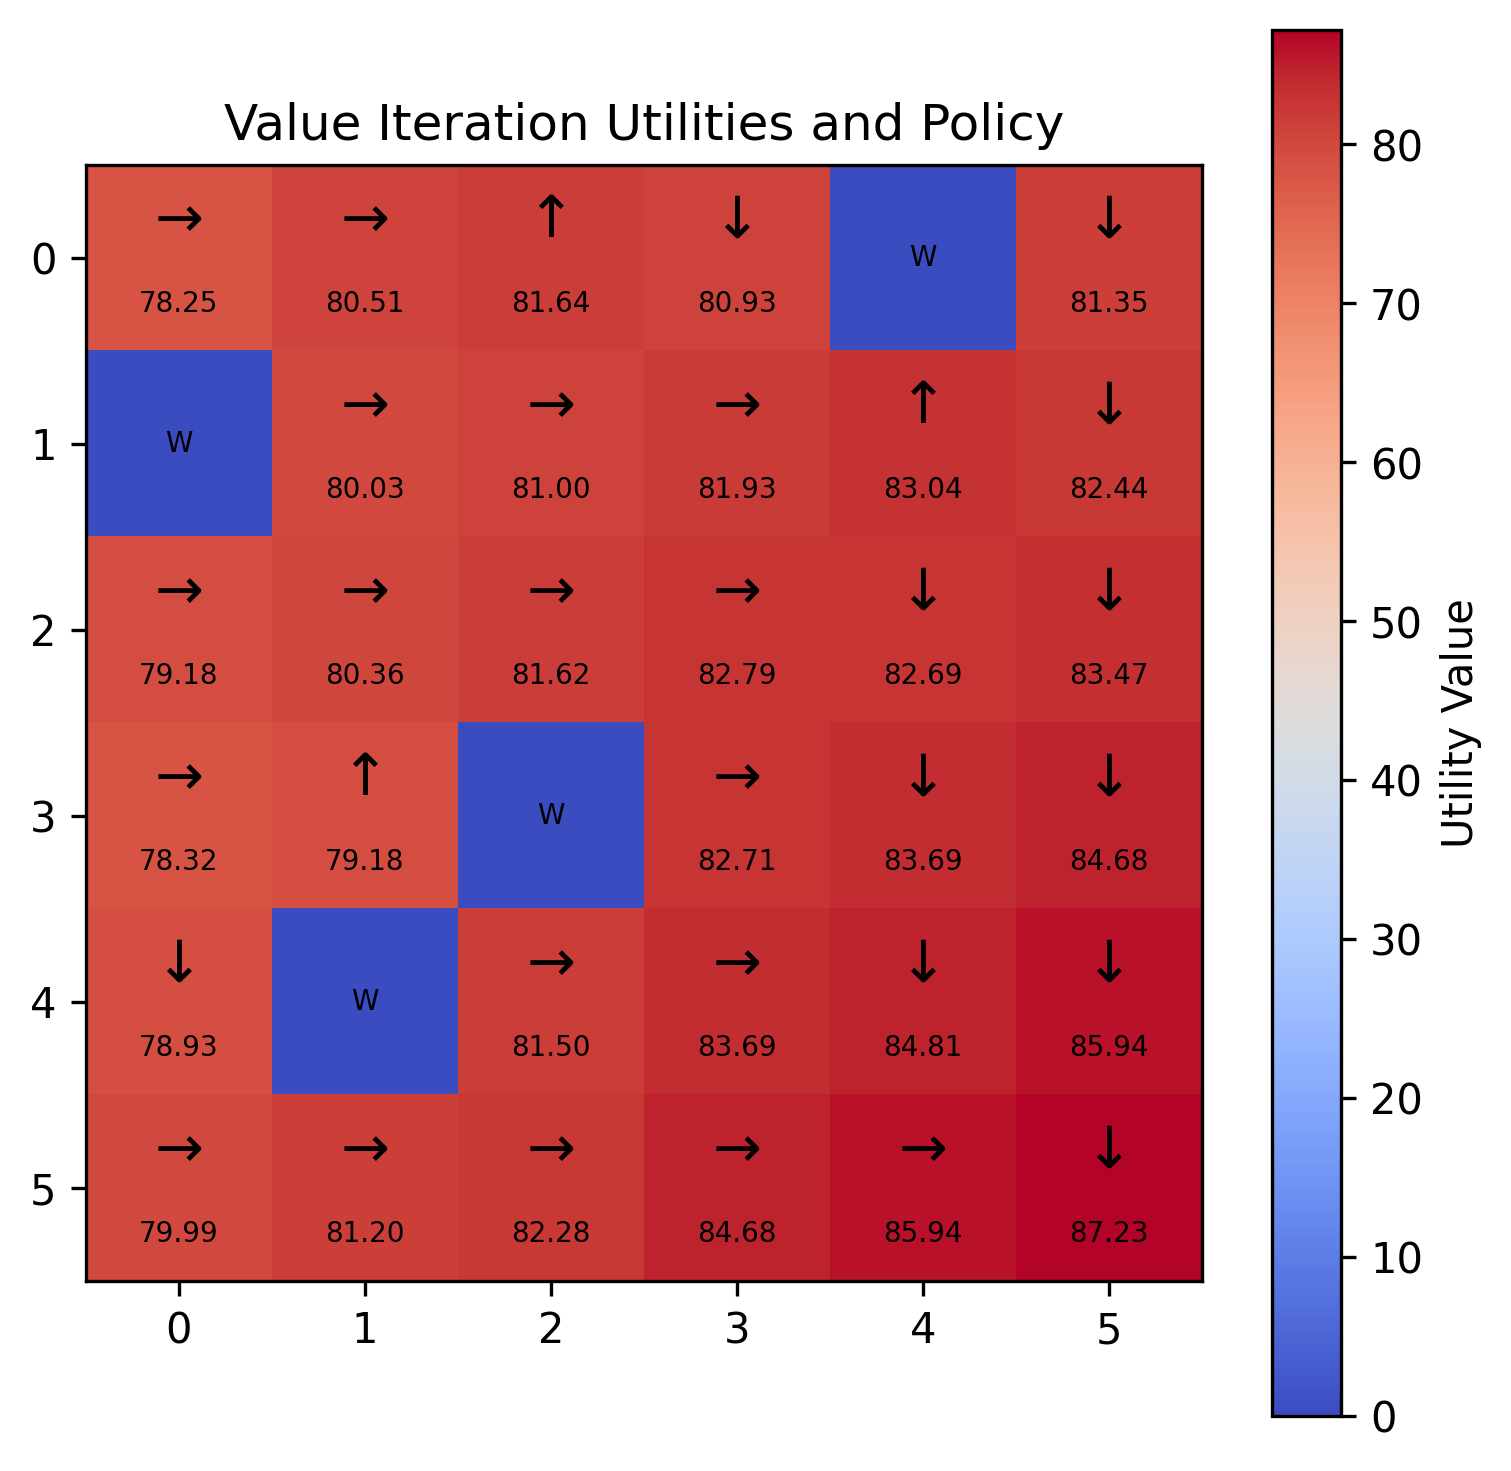 Value Iteration Utilities and Policy
0 → → ↑ ↓ W ↓
78.25 80.51 81.64 80.93 81.35
1 W → → → ↑ ↓
80.03 81.00 81.93 83.04 82.44
2 → → → → ↓ ↓
79.18 80.36 81.62 82.79 82.69 83.47
3 → ↑ W → ↓ ↓
78.32 79.18 82.71 83.69 84.68
4 ↓ W → → ↓ ↓
78.93 81.50 83.69 84.81 85.94
5 → → → → → ↓
79.99 81.20 82.28 84.68 85.94 87.23
0 1 2 3 4 5
80
70
60
50
40
30
20
10
0
Utility Value